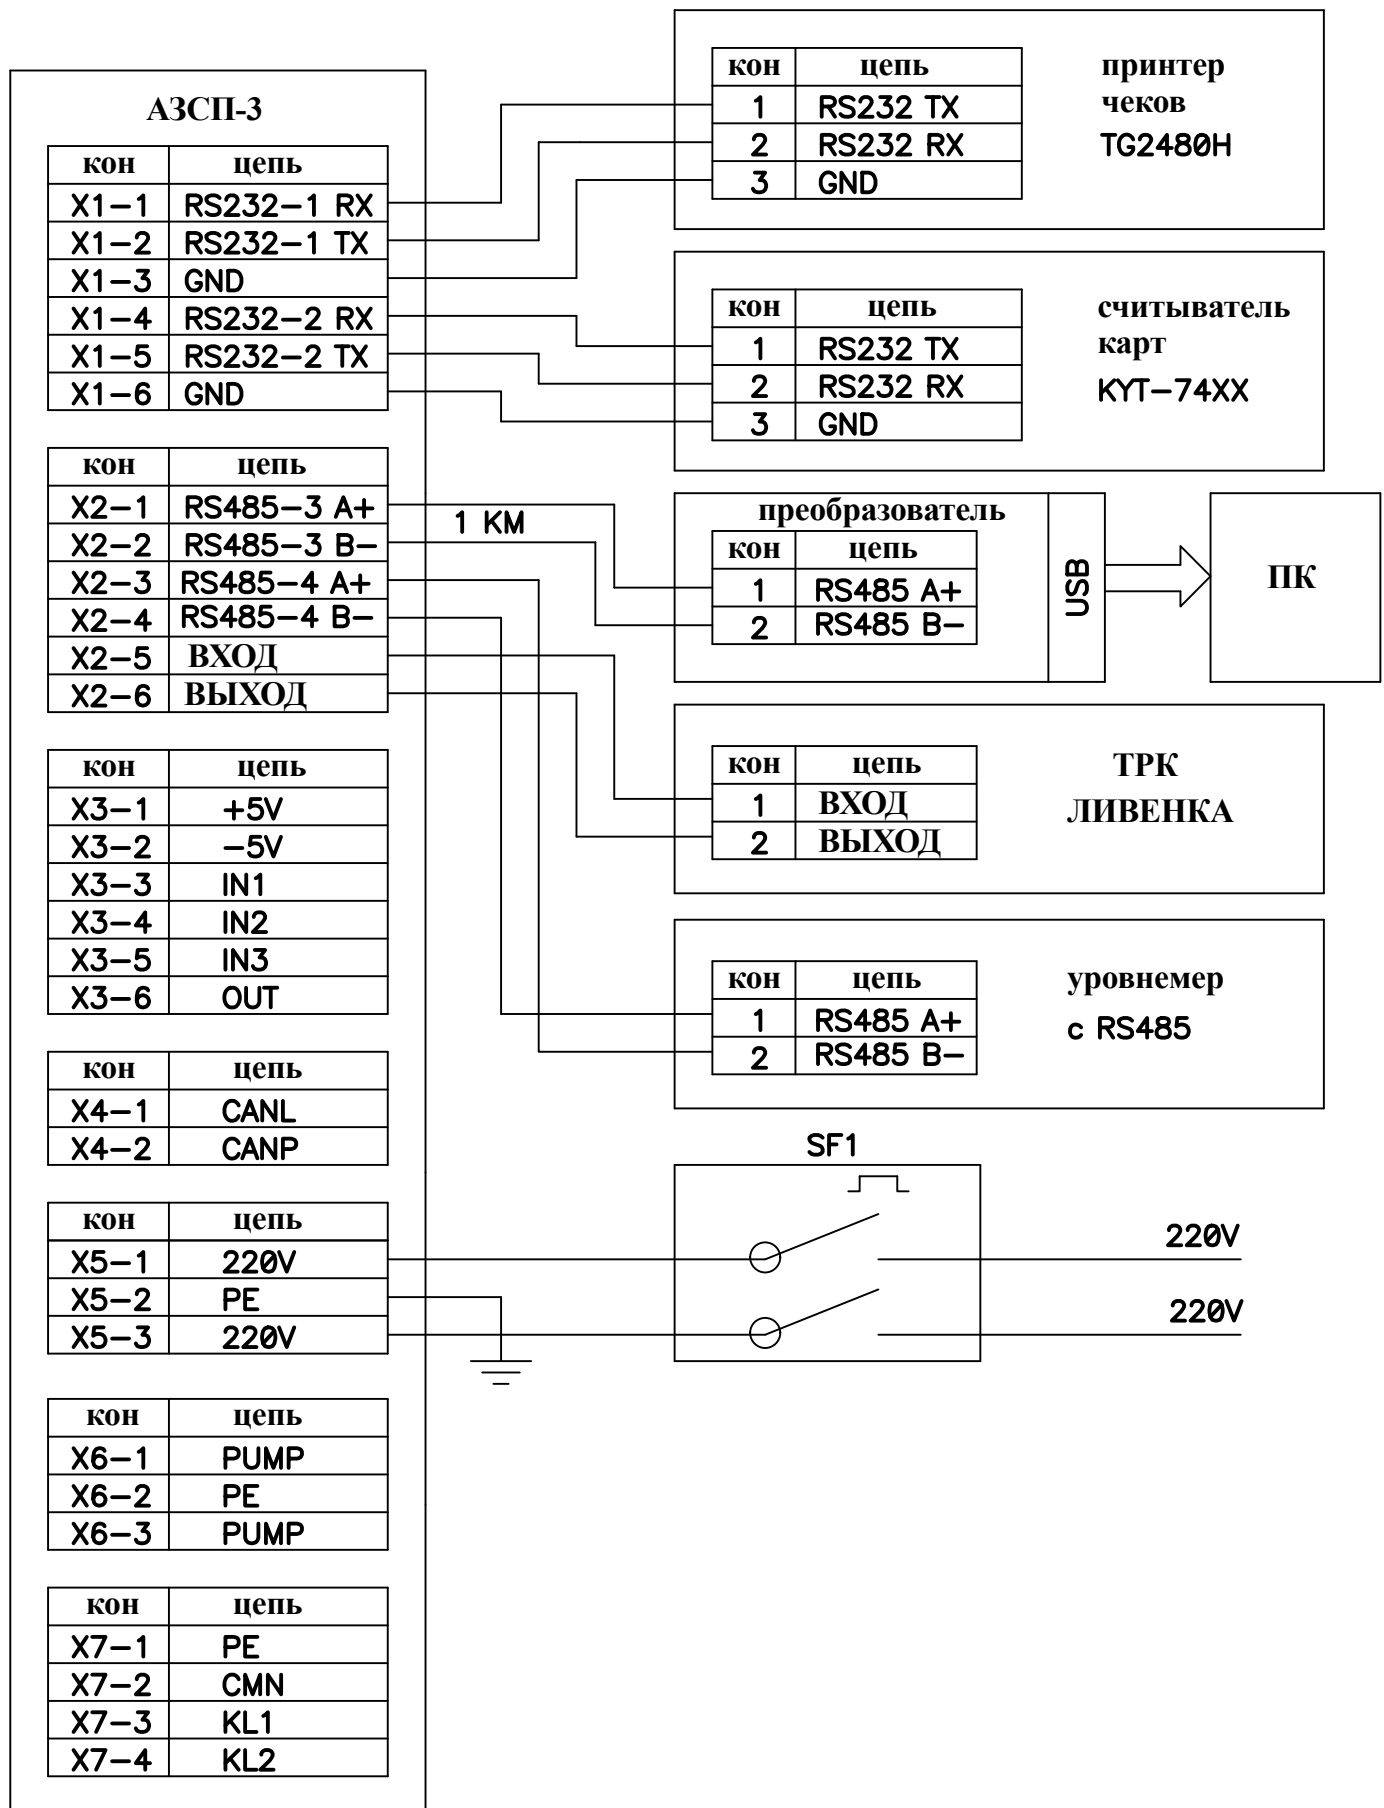 АЗСП-3
кон цепь
X1-1 RS232-1 RX
X1-2 RS232-1 TX
X1-3 GND
X1-4 RS232-2 RX
X1-5 RS232-2 TX
X1-6 GND
кон цепь
X2-1 RS485-3 A+
X2-2 RS485-3 B-
X2-3 RS485-4 A+
X2-4 RS485-4 B-
X2-5 ВХОД
X2-6 ВЫХОД
кон цепь
X3-1 +5V
X3-2 -5V
X3-3 IN1
X3-4 IN2
X3-5 IN3
X3-6 OUT
кон цепь
X4-1 CANL
X4-2 CANP
кон цепь
X5-1 220V
X5-2 PE
X5-3 220V
кон цепь
X6-1 PUMP
X6-2 PE
X6-3 PUMP
кон цепь
X7-1 PE
X7-2 CMN
X7-3 KL1
X7-4 KL2
кон цепь
1 RS232 TX
2 RS232 RX
3 GND
принтер
чеков
TG2480H
кон цепь
1 RS232 TX
2 RS232 RX
3 GND
считыватель
карт
KYT-74XX
1 KM
преобразователь
кон цепь
1 RS485 A+
2 RS485 B-
USB
ПК
кон цепь
1 ВХОД
2 ВЫХОД
ТРК
ЛИВЕНКА
кон цепь
1 RS485 A+
2 RS485 B-
уровнемер
с RS485
SF1
220V
220V